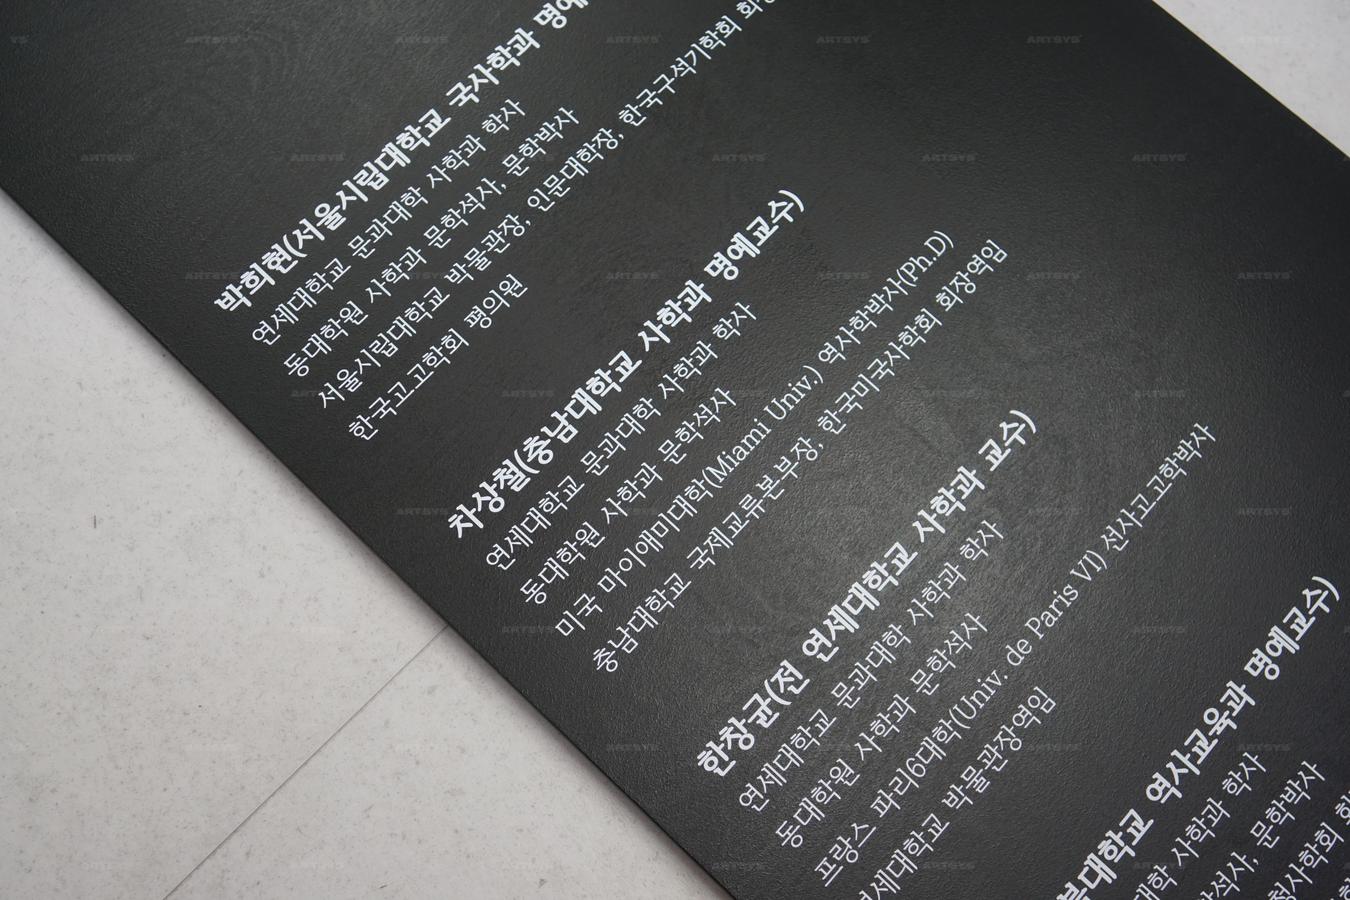 박희현(서울시립대학교 국사학과
연세대학교 문과대학 사학과 학사
동대학원 사학과 문학석사, 문학박사
서울시립대학교 박물관장, 인문대학장, 한국구석기학회
한국고고학회 평의원
차상철(충남대학교 사학과 명예교수)
연세대학교 문과대학 사학과 학사
동대학원 사학과 문학석사
미국 마이애미대학(Miami Univ.) 역사학박사(Ph.D)
충남대학교 국제교류본부장, 한국미국사학회 회장역임
한창균(전 연세대학교 사학과 교수)
연세대학교 문과대학 사학과 학사
동대학원 사학과 문학석사
프랑스 파리6대학(Univ. de Paris VI) 선사고고학박사
연세대학교 박물관장역임
역사교육과 명예교수)
사학과 학사
문학박사
ARTSYS